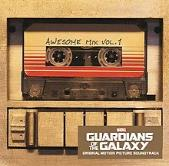 AWESOME MIX VOL. 1
MARVEL
GUARDIANS
OF THE GALAXY
ORIGINAL MOTION PICTURE SOUNDTRACK